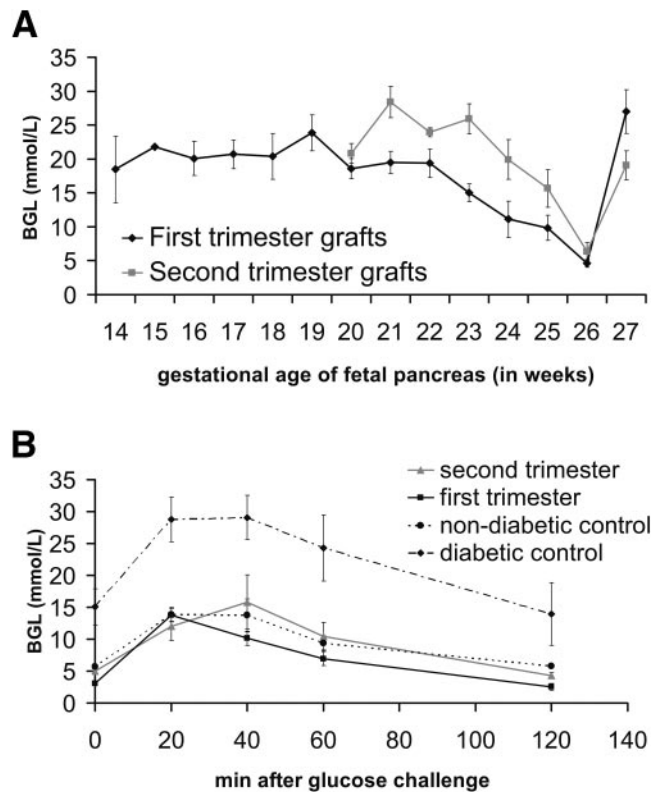 A
35
30
25
20
15
10
5
0
BGL (mmol/L)
First trimester grafts
Second trimester grafts
14 15 16 17 18 19 20 21 22 23 24 25 26 27
gestational age of fetal pancreas (in weeks)
B
35
30
25
20
15
10
5
0
BGL (mmol/L)
second trimester
first trimester
non-diabetic control
diabetic control
0 20 40 60 80 100 120 140
min after glucose challenge